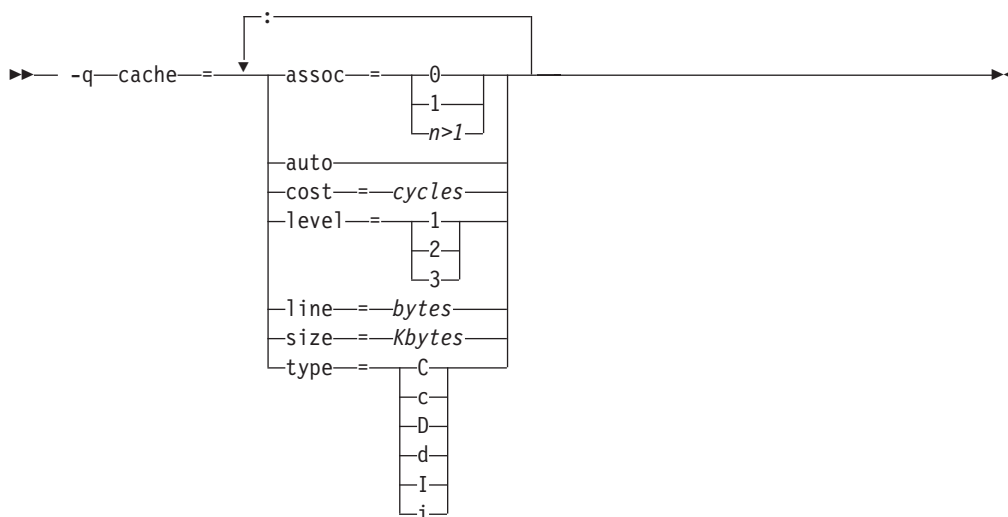 :
-q cache = assoc = 0
1
n>1
auto
cost = cycles
level = 1
2
3
line = bytes
size = Kbytes
type = C
c
D
d
I
i